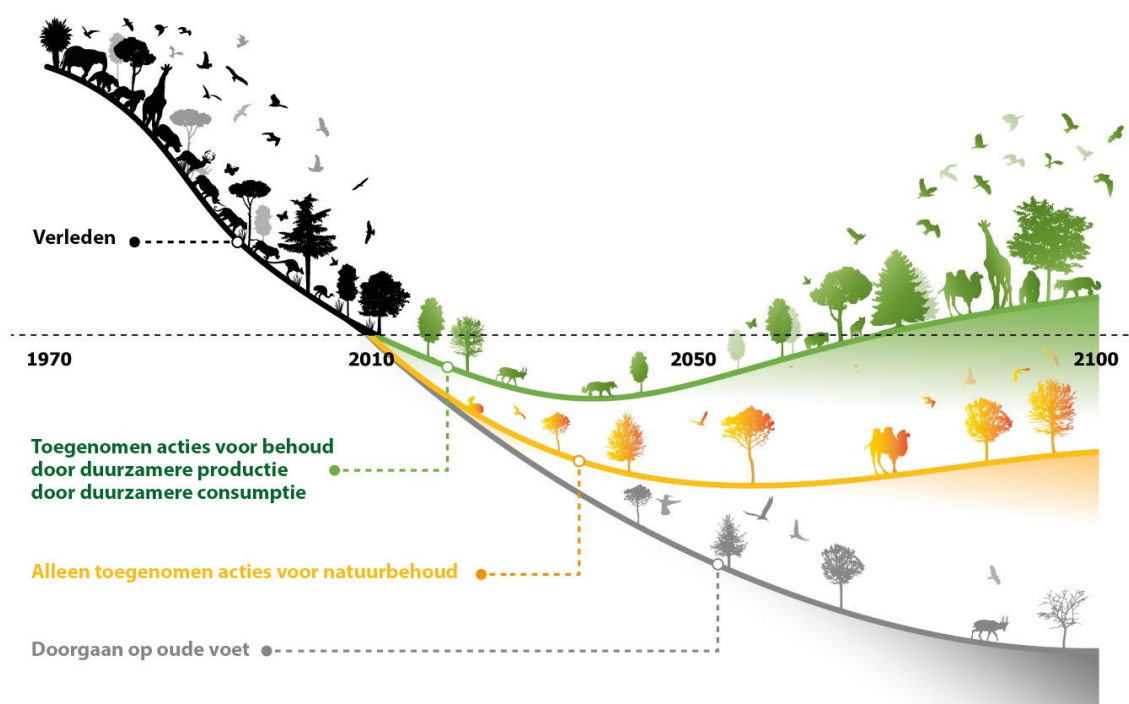 Verleden
1970 2010 2050 2100
Toegenomen acties voor behoud
door duurzamere productie
door duurzamere consumptie
Alleen toegenomen acties voor natuurbehoud
Doorgaan op oude voet